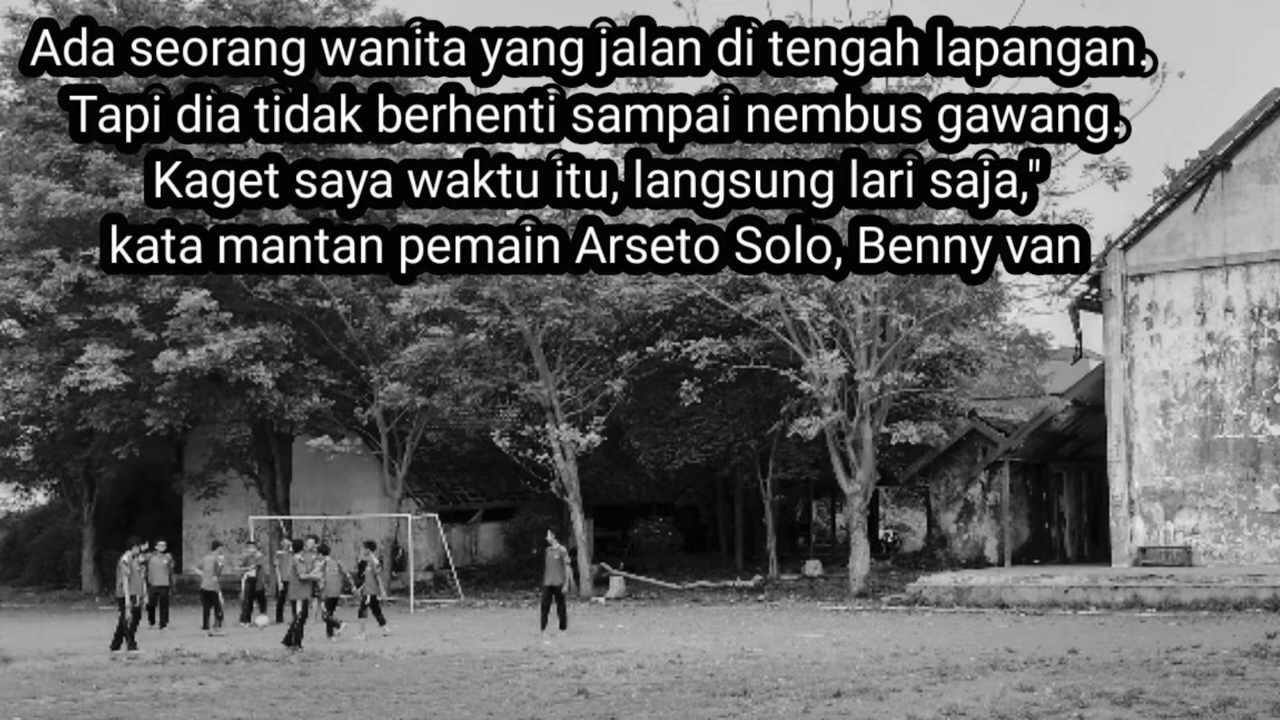 Ada seorang wanita yang jalan di tengah lapangan.
Tapi dia tidak berhenti sampai nembus gawang.
Kaget saya waktu itu, langsung lari saja,"
kata mantan pemain Arseto Solo, Benny van